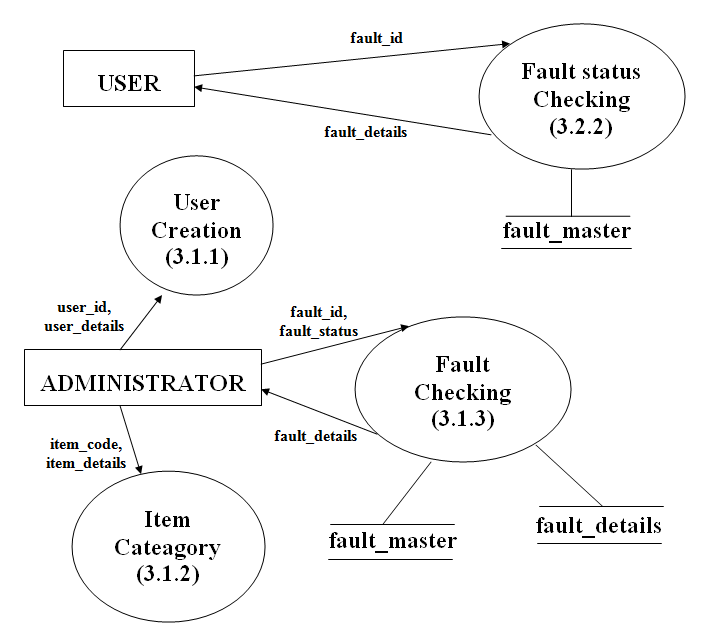 fault_id
USER
Fault status
Checking
(3.2.2)
fault_details
fault_master
User
Creation
(3.1.1)
user_id,
user_details
fault_id,
fault_status
ADMINISTRATOR
Fault
Checking
(3.1.3)
fault_details
item_code,
item_details
Item
Cateagory
(3.1.2)
fault_master
fault_details